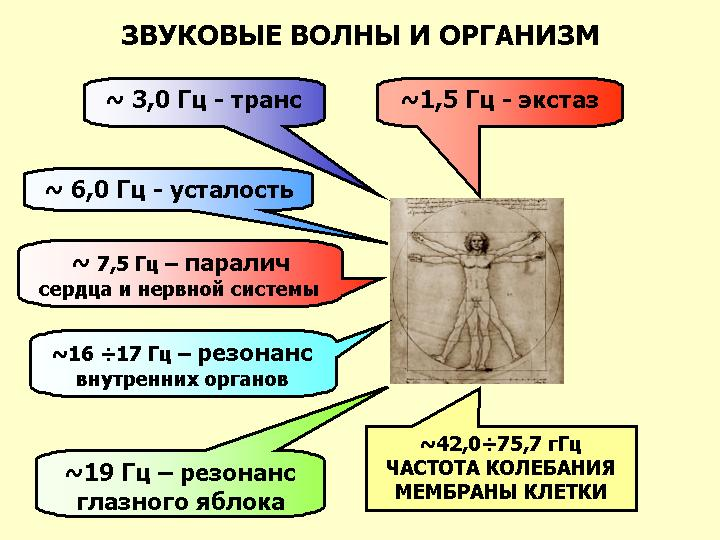 ЗВУКОВЫЕ ВОЛНЫ И ОРГАНИЗМ
~ 3,0 Гц - транс
~1,5 Гц - экстаз
~ 6,0 Гц - усталость
~ 7,5 Гц – паралич
сердца и нервной системы
~16 ÷17 Гц – резонанс
внутренних органов
~19 Гц – резонанс
глазного яблока
~42,0÷75,7 гГц
ЧАСТОТА КОЛЕБАНИЯ
МЕМБРАНЫ КЛЕТКИ